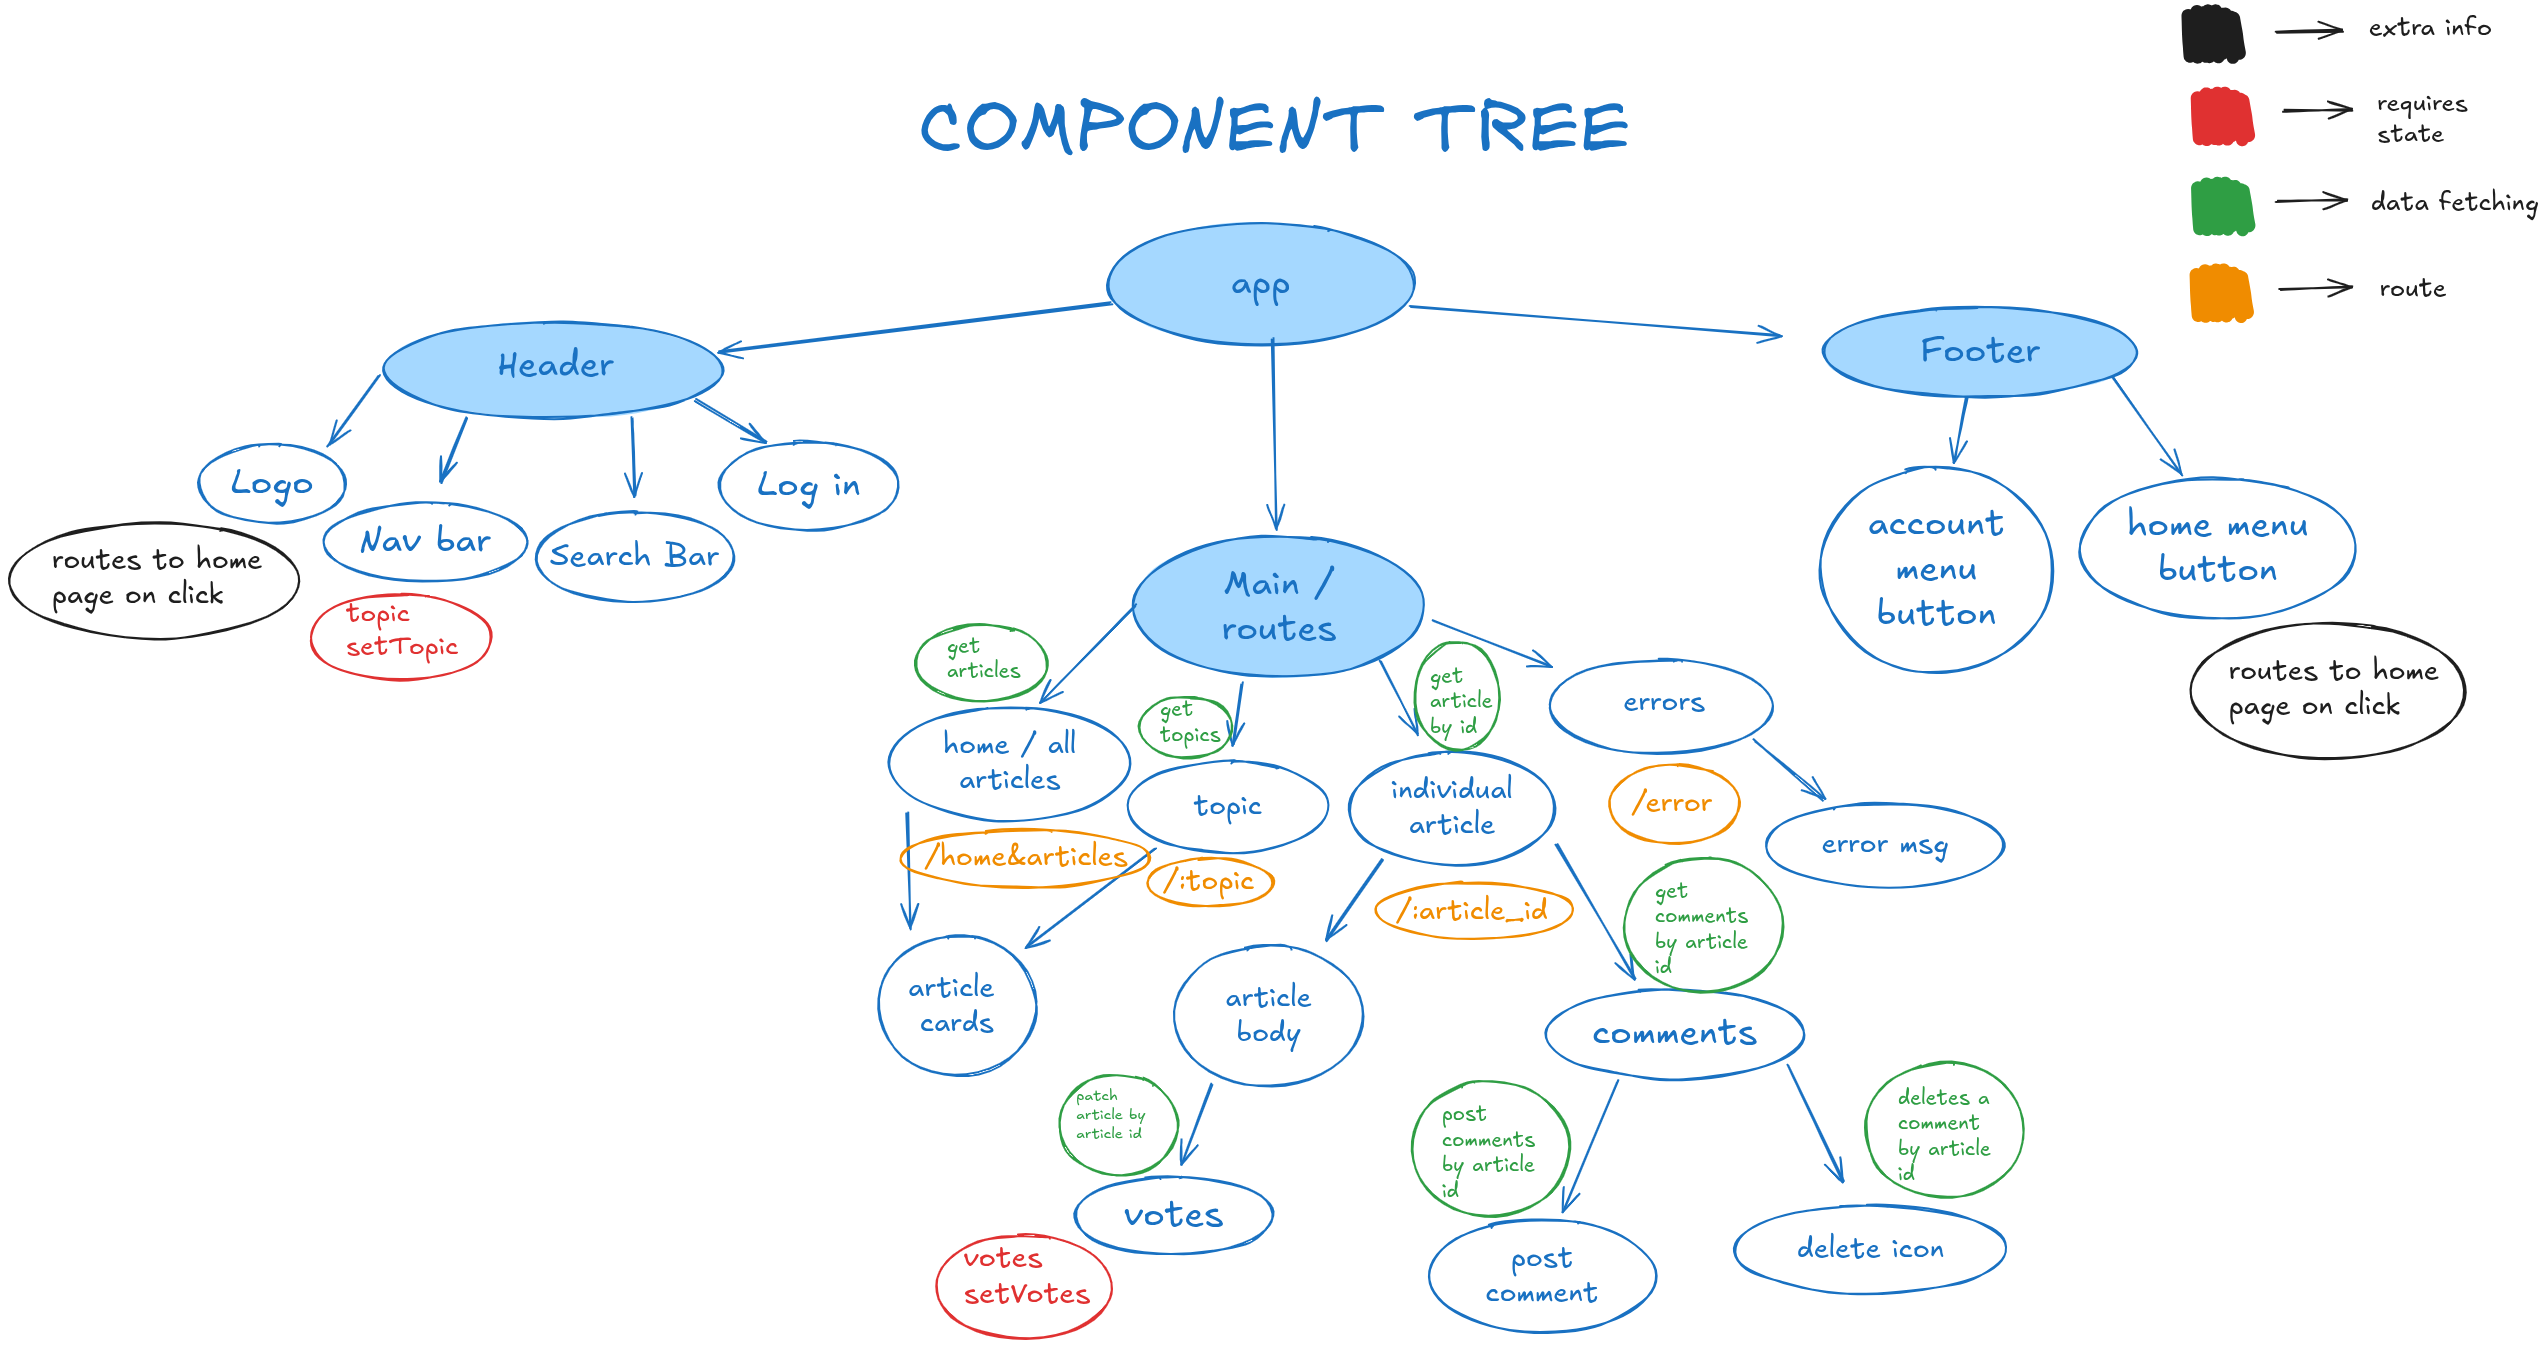 extra info
requires
state
data fetching
route
COMPONENT TREE
app
Header
Footer
Logo
Nav bar
Search Bar
Log in
routes to home
page on click
topic
setTopic
account
menu
button
home menu
button
routes to home
page on click
Main /
routes
get
articles
get
topics
get
article
by id
home / all
articles
topic
individual
article
errors
/home&articles
/:topic
/:article_id
/error
error msg
article
cards
article
body
get
comments
by article
id
comments
patch
article by
article id
votes
votes
setVotes
post
comments
by article
id
post
comment
deletes a
comment
by article
id
delete icon